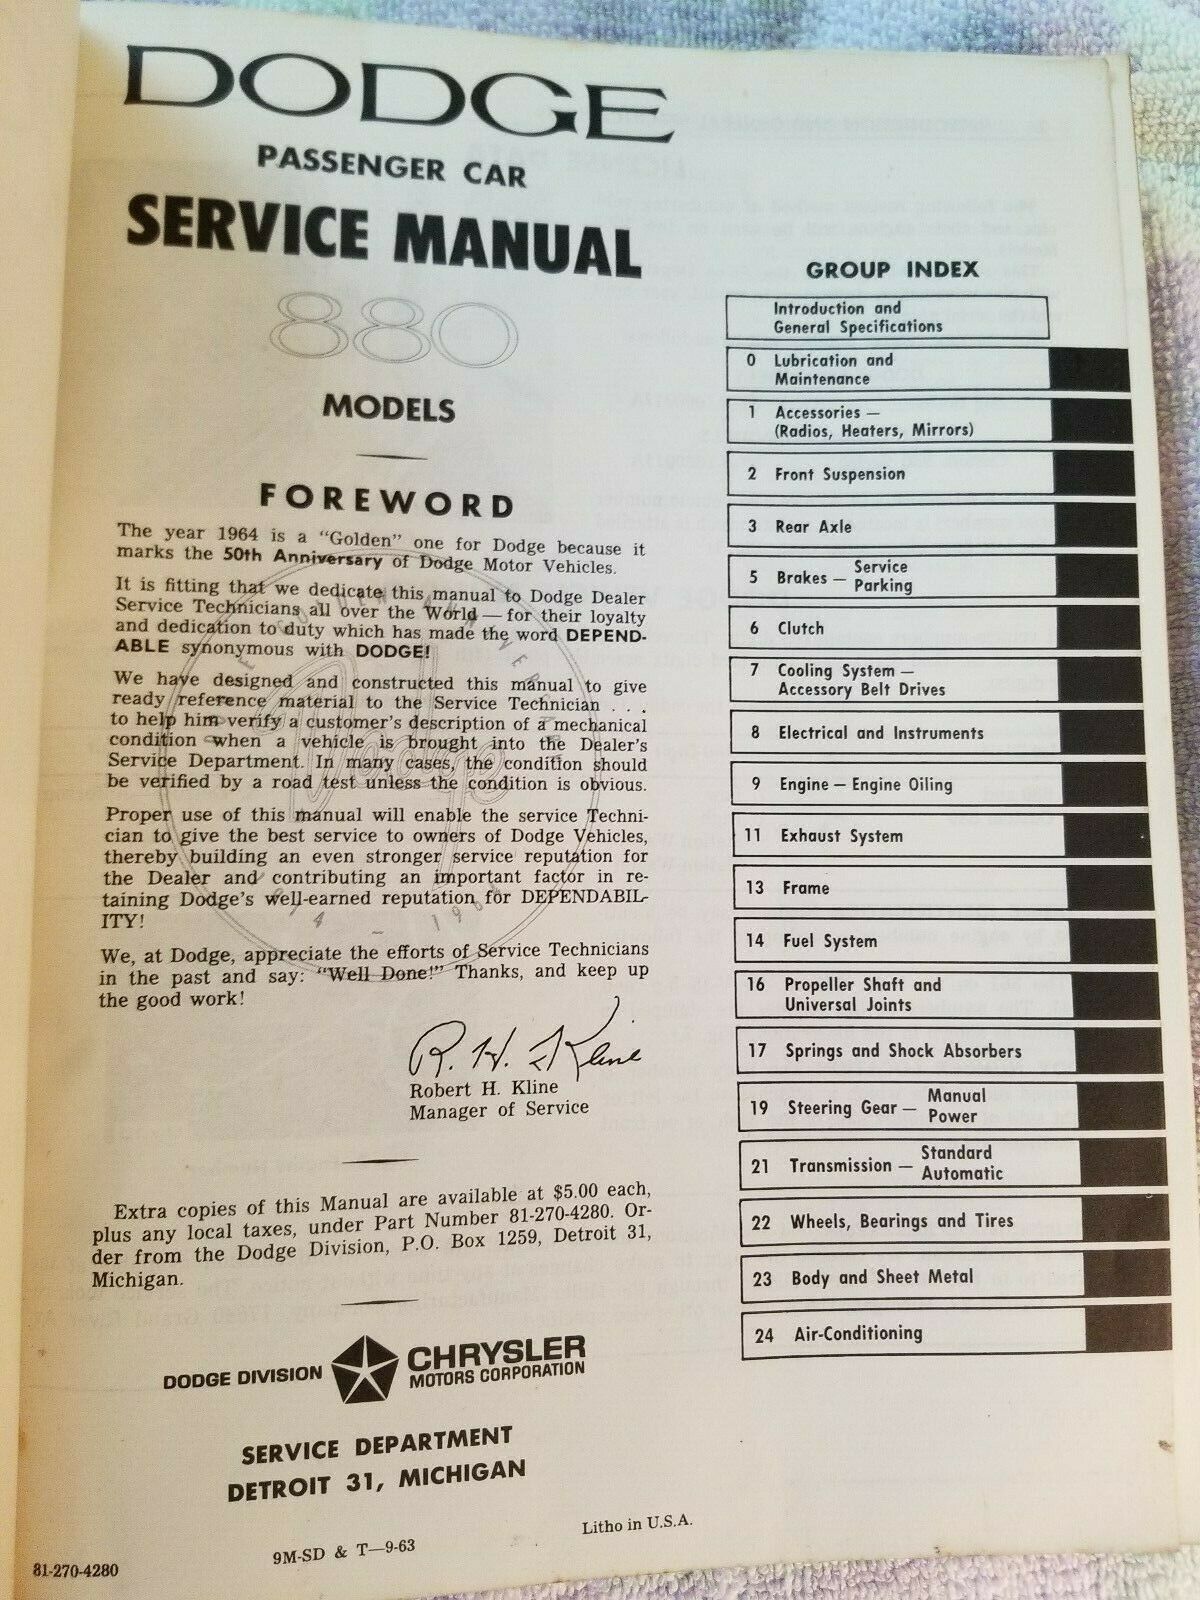 DODGE
PASSENGER CAR
SERVICE MANUAL
880
MODELS
FOREWORD
The year 1964 is a "Golden" one for Dodge because it
marks the 50th Anniversary of Dodge Motor Vehicles.
It is fitting that we dedicate this manual to Dodge Dealer
Service Technicians all over the World — for their loyalty
and dedication to duty which has made the word DEPEND-
ABLE synonymous with DODGE!
We have designed and constructed this manual to give
ready reference material to the Service Technician . . .
to help him verify a customer's description of a mechanical
condition when a vehicle is brought into the Dealer's
Service Department. In many cases, the condition should
be verified by a road test unless the condition is obvious.
Proper use of this manual will enable the service Techni-
cian to give the best service to owners of Dodge Vehicles,
thereby building an even stronger service reputation for
the Dealer and contributing an important factor in re-
taining Dodge's well-earned reputation for DEPENDABIL-
ITY!
We, at Dodge, appreciate the efforts of Service Technicians
in the past and say: "Well Done!" Thanks, and keep up
the good work!
R. H. Kline
Robert H. Kline
Manager of Service
Extra copies of this Manual are available at $5.00 each,
plus any local taxes, under Part Number 81-270-4280. Or-
der from the Dodge Division, P.O. Box 1259, Detroit 31,
Michigan.
DODGE DIVISION CHRYSLER
MOTORS CORPORATION
SERVICE DEPARTMENT
DETROIT 31, MICHIGAN
9M-SD & T—9-63
Litho in U.S.A.
81-270-4280
GROUP INDEX
Introduction and
General Specifications
0 Lubrication and
Maintenance
1 Accessories —
(Radios, Heaters, Mirrors)
2 Front Suspension
3 Rear Axle
5 Brakes — Service
Parking
6 Clutch
7 Cooling System —
Accessory Belt Drives
8 Electrical and Instruments
9 Engine — Engine Oiling
11 Exhaust System
13 Frame
14 Fuel System
16 Propeller Shaft and
Universal Joints
17 Springs and Shock Absorbers
19 Steering Gear — Manual
Power
21 Transmission — Standard
Automatic
22 Wheels, Bearings and Tires
23 Body and Sheet Metal
24 Air-Conditioning